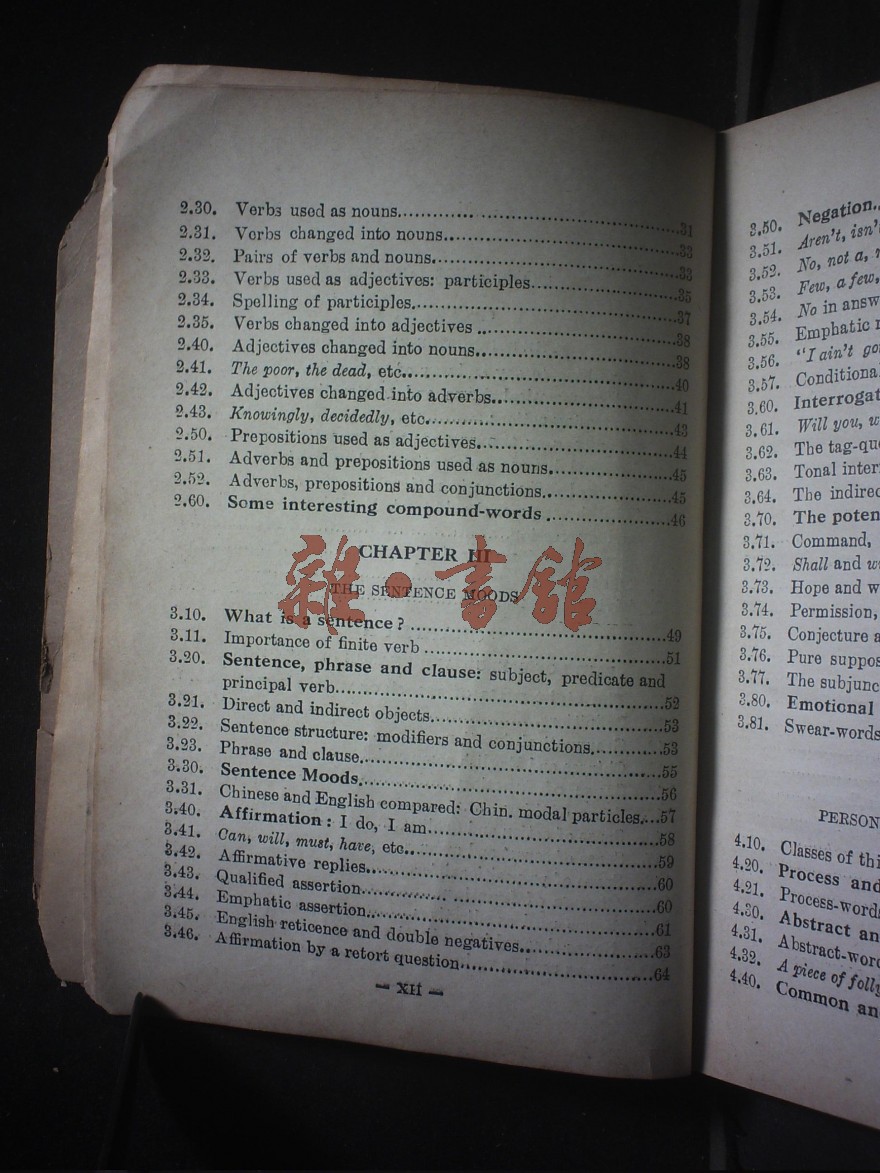 2.30. Verbs used as nouns............ ........................31
2.31. Verbs changed into nouns...........................33
2.32. Pairs of verbs and nouns............................33
2.33. Verbs used as adjectives: participles................35
2.34. Spelling of participles..............................37
2.35. Verbs changed into adjectives ......................38
2.40. Adjectives changed into nouns......................38
2.41. The poor, the dead, etc..............................40
2.42. Adjectives changed into adverbs....................41
2.43. Knowingly, decidedly, etc...........................43
2.50. Prepositions used as adjectives......................44
2.51. Adverbs and prepositions used as nouns.............45
2.52. Adverbs, prepositions and conjunctions..............45
2.60. Some interesting compound-words ..................46
CHAPTER III
THE SENTENCE MOODS
雜·書館
3.10. What is a sentence? ................................49
3.11. Importance of finite verb ...........................51
3.20. Sentence, phrase and clause: subject, predicate and
principal verb......................................52
3.21. Direct and indirect objects..........................53
3.22. Sentence structure: modifiers and conjunctions........53
3.23. Phrase and clause...................................55
3.30. Sentence Moods....................................56
3.31. Chinese and English compared: Chin. modal particles....57
3.40. Affirmation: I do, I am.............................58
3.41. Can, will, must, have, etc............................59
3.42. Affirmative replies............ .....................60
3.43. Qualified assertion.................................60
3.44. Emphatic assertion.................................61
3.45. English reticence and double negatives..............63
3.46. Affirmation by a retort question.....................64
— XII —
3.50. Negation..
3.51. Aren't, isn'
3.52. No, not a,
3.53. Few, a few,
3.54. No in answ
3.55. Emphatic
3.56. "I ain't go
3.57. Conditiona
3.60. Interrogat
3.61. Will you, w
3.62. The tag-qu
3.63. Tonal inter
3.64. The indirec
3.70. The poten
3.71. Command,
3.72. Shall and w
3.73. Hope and w
3.74. Permission,
3.75. Conjecture a
3.76. Pure suppos
3.77. The subjunc
3.80. Emotional
3.81. Swear-words
PERSON
4.10. Classes of thi
4.20. Process and
4.21. Process-words
4.30. Abstract an
4.31. Abstract-wor
4.32. A piece of folly
4.40. Common an